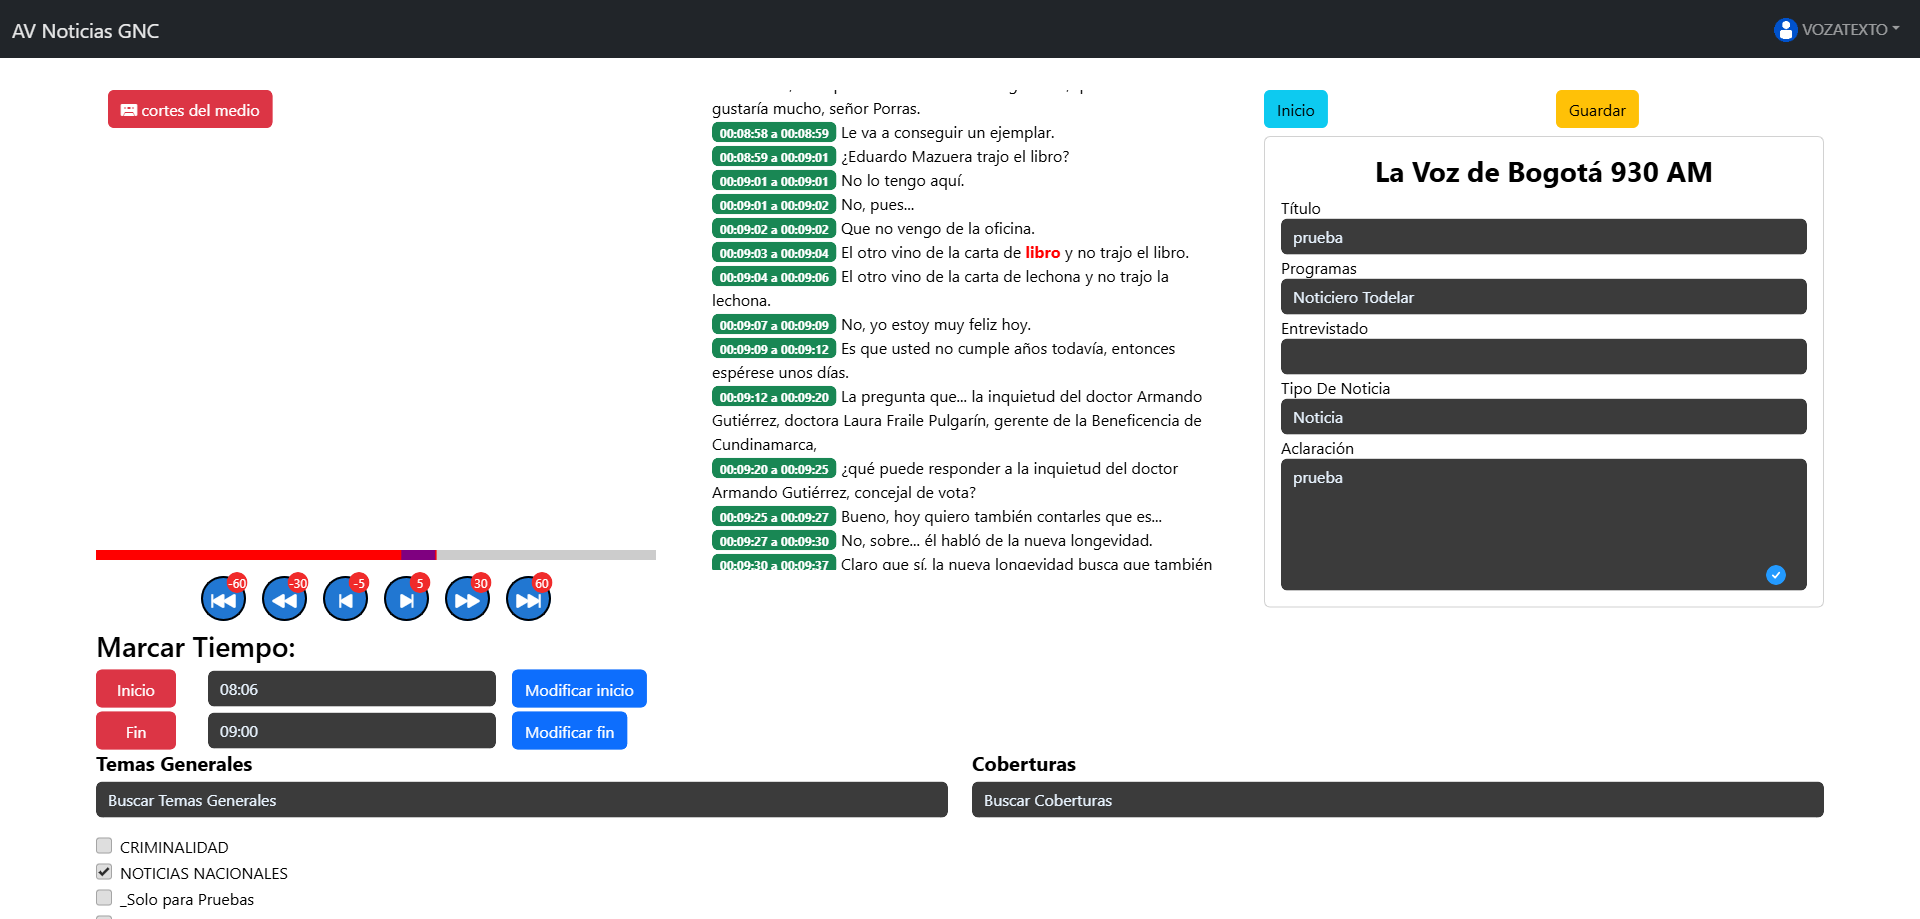 AV Noticias GNC
VOZATEXTO
cortes del medio
gustaría mucho, señor Porras.
00:08:58 a 00:08:59 Le va a conseguir un ejemplar.
00:08:59 a 00:09:01 ¿Eduardo Mazuera trajo el libro?
00:09:01 a 00:09:01 No lo tengo aquí.
00:09:01 a 00:09:02 No, pues...
00:09:02 a 00:09:02 Que no vengo de la oficina.
00:09:03 a 00:09:04 El otro vino de la carta de libro y no trajo el libro.
00:09:04 a 00:09:06 El otro vino de la carta de lechona y no trajo la
lechona.
00:09:07 a 00:09:09 No, yo estoy muy feliz hoy.
00:09:09 a 00:09:12 Es que usted no cumple años todavía, entonces
espérese unos días.
00:09:12 a 00:09:20 La pregunta que... la inquietud del doctor Armando
Gutiérrez, doctora Laura Fraile Pulgarín, gerente de la Beneficencia de
Cundinamarca,
00:09:20 a 00:09:25 ¿qué puede responder a la inquietud del doctor
Armando Gutiérrez, concejal de vota?
00:09:25 a 00:09:27 Bueno, hoy quiero también contarles que es...
00:09:27 a 00:09:30 No, sobre... él habló de la nueva longevidad.
00:09:30 a 00:09:37 Claro que sí, la nueva longevidad busca que también
Inicio
Guardar
La Voz de Bogotá 930 AM
Título
prueba
Programas
Noticiero Todelar
Entrevistado
Tipo De Noticia
Noticia
Aclaración
prueba
-60 -30 -5 5 30 60
Marcar Tiempo:
Inicio 08:06 Modificar inicio
Fin 09:00 Modificar fin
Temas Generales
Buscar Temas Generales
CRIMINALIDAD
NOTICIAS NACIONALES
_Solo para Pruebas
Coberturas
Buscar Coberturas